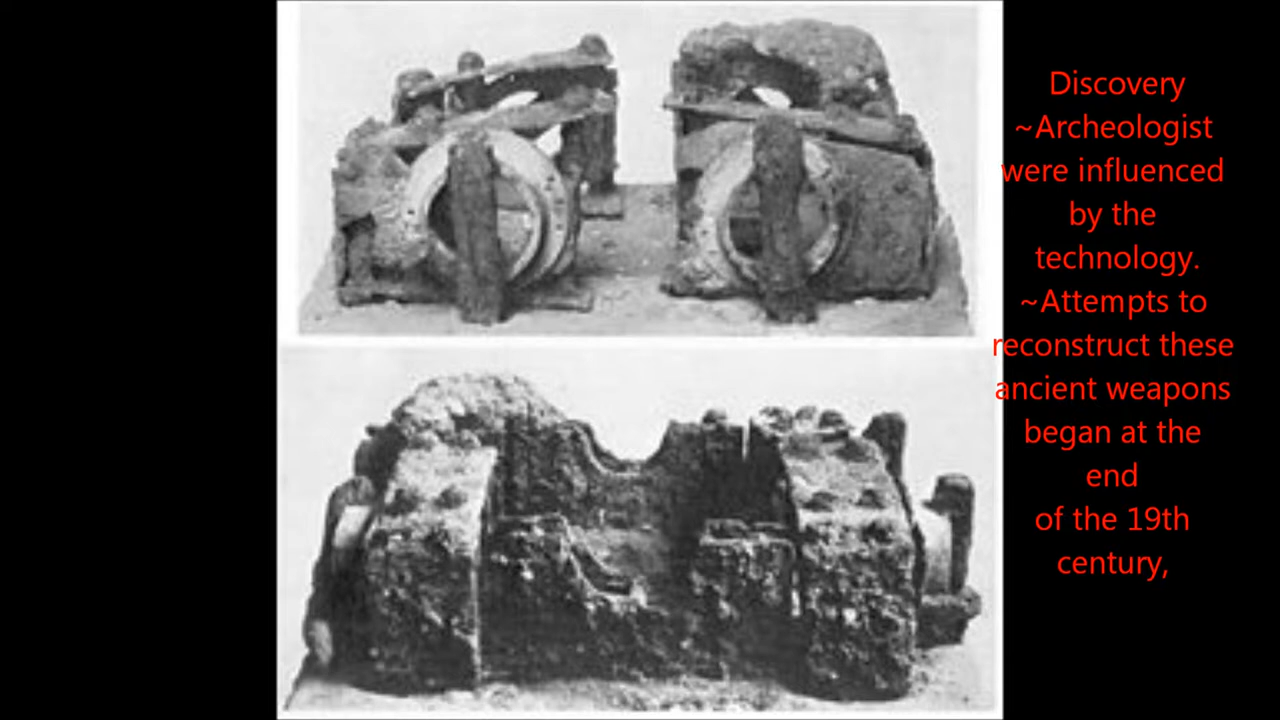 Discovery
~Archeologist
were influenced
by the
technology.
~Attempts to
reconstruct these
ancient weapons
began at the
end
of the 19th
century,